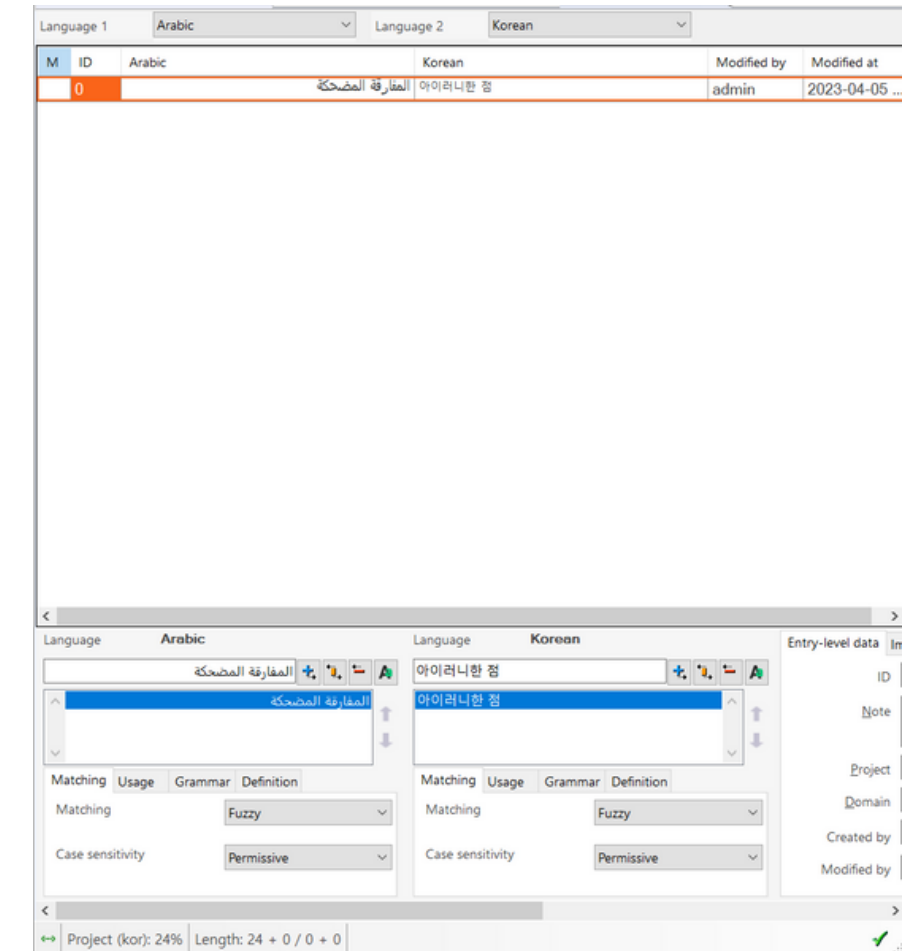 Language 1 Arabic Language 2 Korean
M ID Arabic Korean Modified by Modified at
0 المفارقة المضحكة 아이러니한 점 admin 2023-04-05 ...
Language Arabic Language Korean Entry-level data
المفارقة المضحكة 아이러니한 점 ID
المفارقة المضحكة 아이러니한 점 Note
Project
Matching Usage Grammar Definition Matching Usage Grammar Definition
Domain
Matching Fuzzy Matching Fuzzy
Created by
Case sensitivity Permissive Case sensitivity Permissive
Modified by
Project (kor): 24% Length: 24 + 0 / 0 + 0